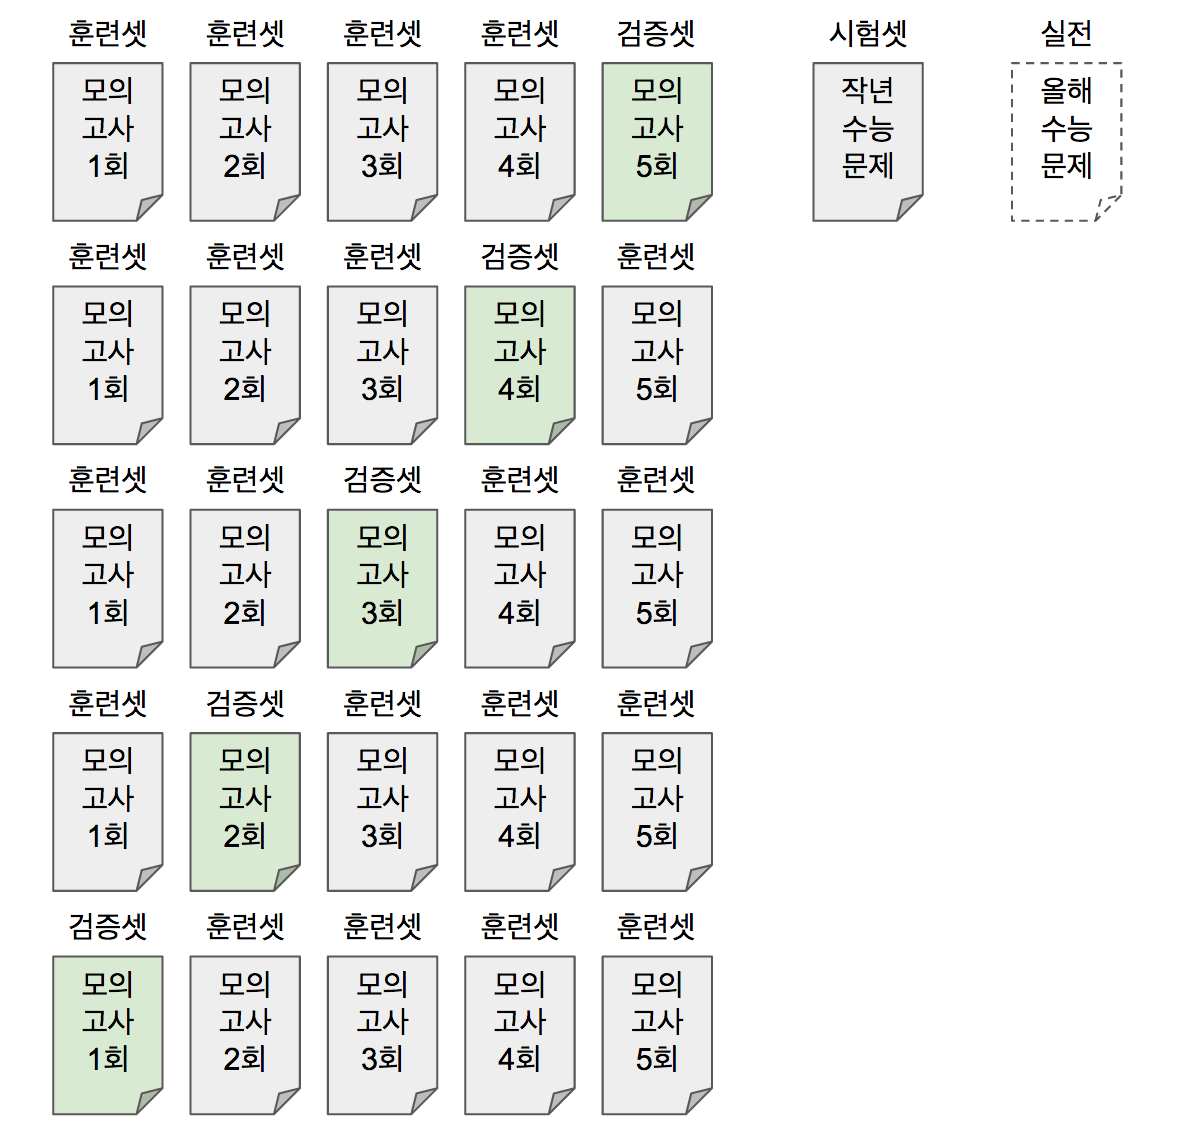 훈련셋 훈련셋 훈련셋 훈련셋 검증셋 시험셋 실전
모의 모의 모의 모의 모의 작년 올해
고사 고사 고사 고사 고사 수능 수능
1회 2회 3회 4회 5회 문제 문제
훈련셋 훈련셋 훈련셋 검증셋 훈련셋
모의 모의 모의 모의 모의
고사 고사 고사 고사 고사
1회 2회 3회 4회 5회
훈련셋 훈련셋 검증셋 훈련셋 훈련셋
모의 모의 모의 모의 모의
고사 고사 고사 고사 고사
1회 2회 3회 4회 5회
훈련셋 검증셋 훈련셋 훈련셋 훈련셋
모의 모의 모의 모의 모의
고사 고사 고사 고사 고사
1회 2회 3회 4회 5회
검증셋 훈련셋 훈련셋 훈련셋 훈련셋
모의 모의 모의 모의 모의
고사 고사 고사 고사 고사
1회 2회 3회 4회 5회